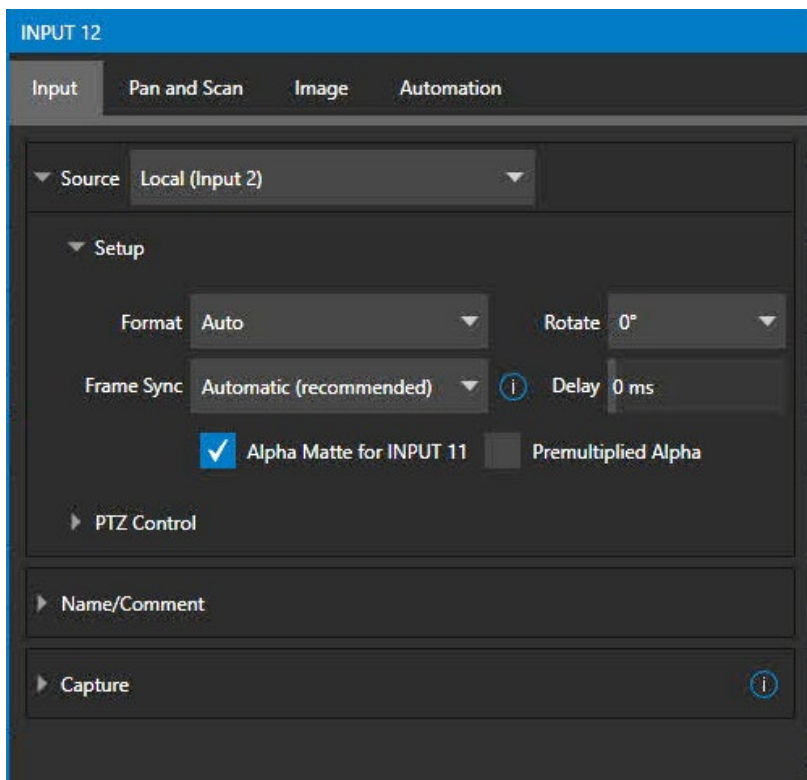 INPUT 12
Input Pan and Scan Image Automation
Source Local (Input 2)
Setup
Format Auto Rotate 0°
Frame Sync Automatic (recommended) i Delay 0 ms
Alpha Matte for INPUT 11 Premultiplied Alpha
PTZ Control
Name/Comment
Capture i